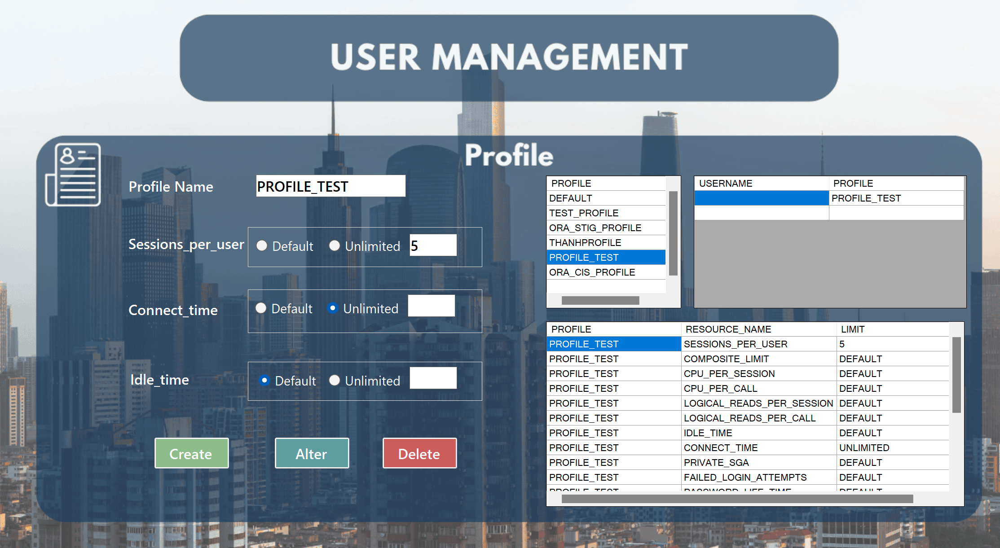 USER MANAGEMENT
Profile
Profile Name
PROFILE_TEST
Sessions_per_user
Default
Unlimited
5
Connect_time
Default
Unlimited
Idle_time
Default
Unlimited
Create
Alter
Delete
PROFILE
DEFAULT
TEST_PROFILE
ORA_STIG_PROFILE
THANHPROFILE
PROFILE_TEST
ORA_CIS_PROFILE
USERNAME PROFILE
PROFILE_TEST
PROFILE RESOURCE_NAME LIMIT
PROFILE_TEST SESSIONS_PER_USER 5
PROFILE_TEST COMPOSITE_LIMIT DEFAULT
PROFILE_TEST CPU_PER_SESSION DEFAULT
PROFILE_TEST CPU_PER_CALL DEFAULT
PROFILE_TEST LOGICAL_READS_PER_SESSION DEFAULT
PROFILE_TEST LOGICAL_READS_PER_CALL DEFAULT
PROFILE_TEST IDLE_TIME DEFAULT
PROFILE_TEST CONNECT_TIME UNLIMITED
PROFILE_TEST PRIVATE_SGA DEFAULT
PROFILE_TEST FAILED_LOGIN_ATTEMPTS DEFAULT
PROFILE_TEST PASSWORD_LIFE_TIME DEFAULT